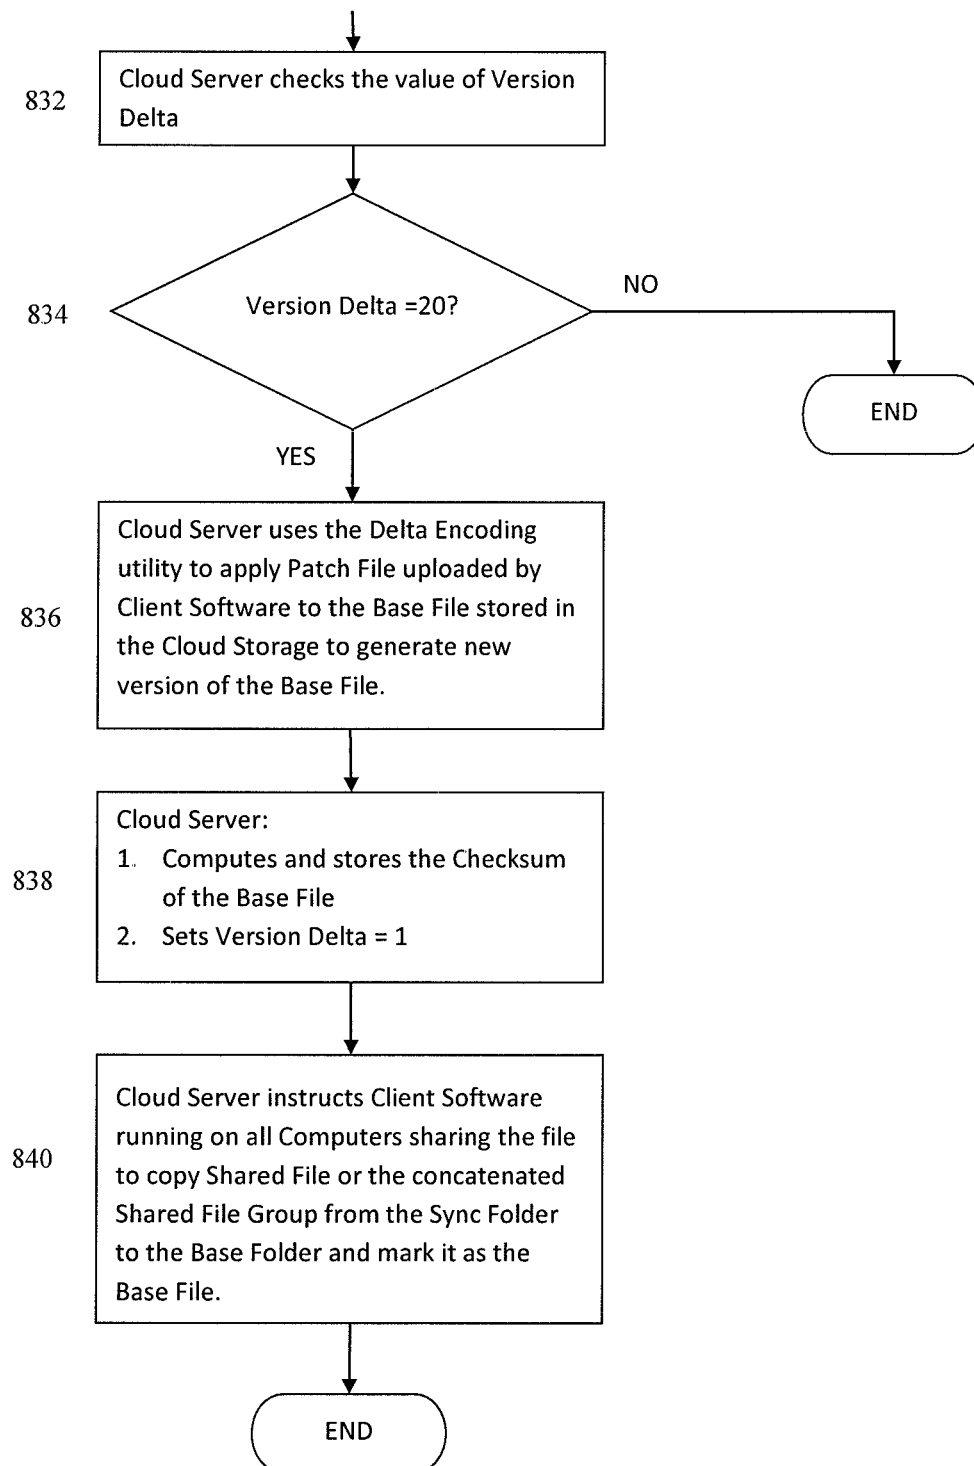 832
Cloud Server checks the value of Version
Delta
834
Version Delta =20?
NO
END
YES
836
Cloud Server uses the Delta Encoding
utility to apply Patch File uploaded by
Client Software to the Base File stored in
the Cloud Storage to generate new
version of the Base File.
838
Cloud Server:
1. Computes and stores the Checksum
of the Base File
2. Sets Version Delta = 1
840
Cloud Server instructs Client Software
running on all Computers sharing the file
to copy Shared File or the concatenated
Shared File Group from the Sync Folder
to the Base Folder and mark it as the
Base File.
END